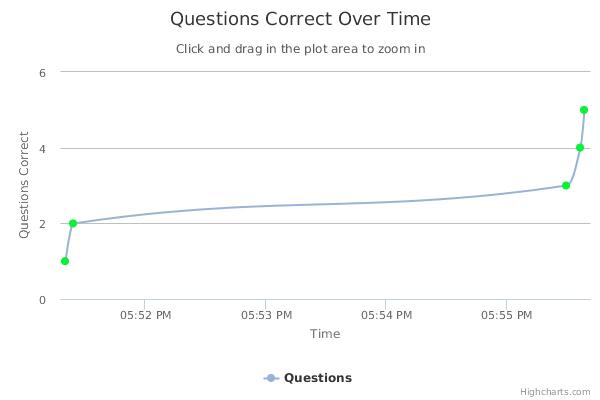 Questions Correct Over Time
Click and drag in the plot area to zoom in
Questions Correct
6
4
2
0
05:52 PM
05:53 PM
05:54 PM
05:55 PM
Time
Questions
Highcharts.com